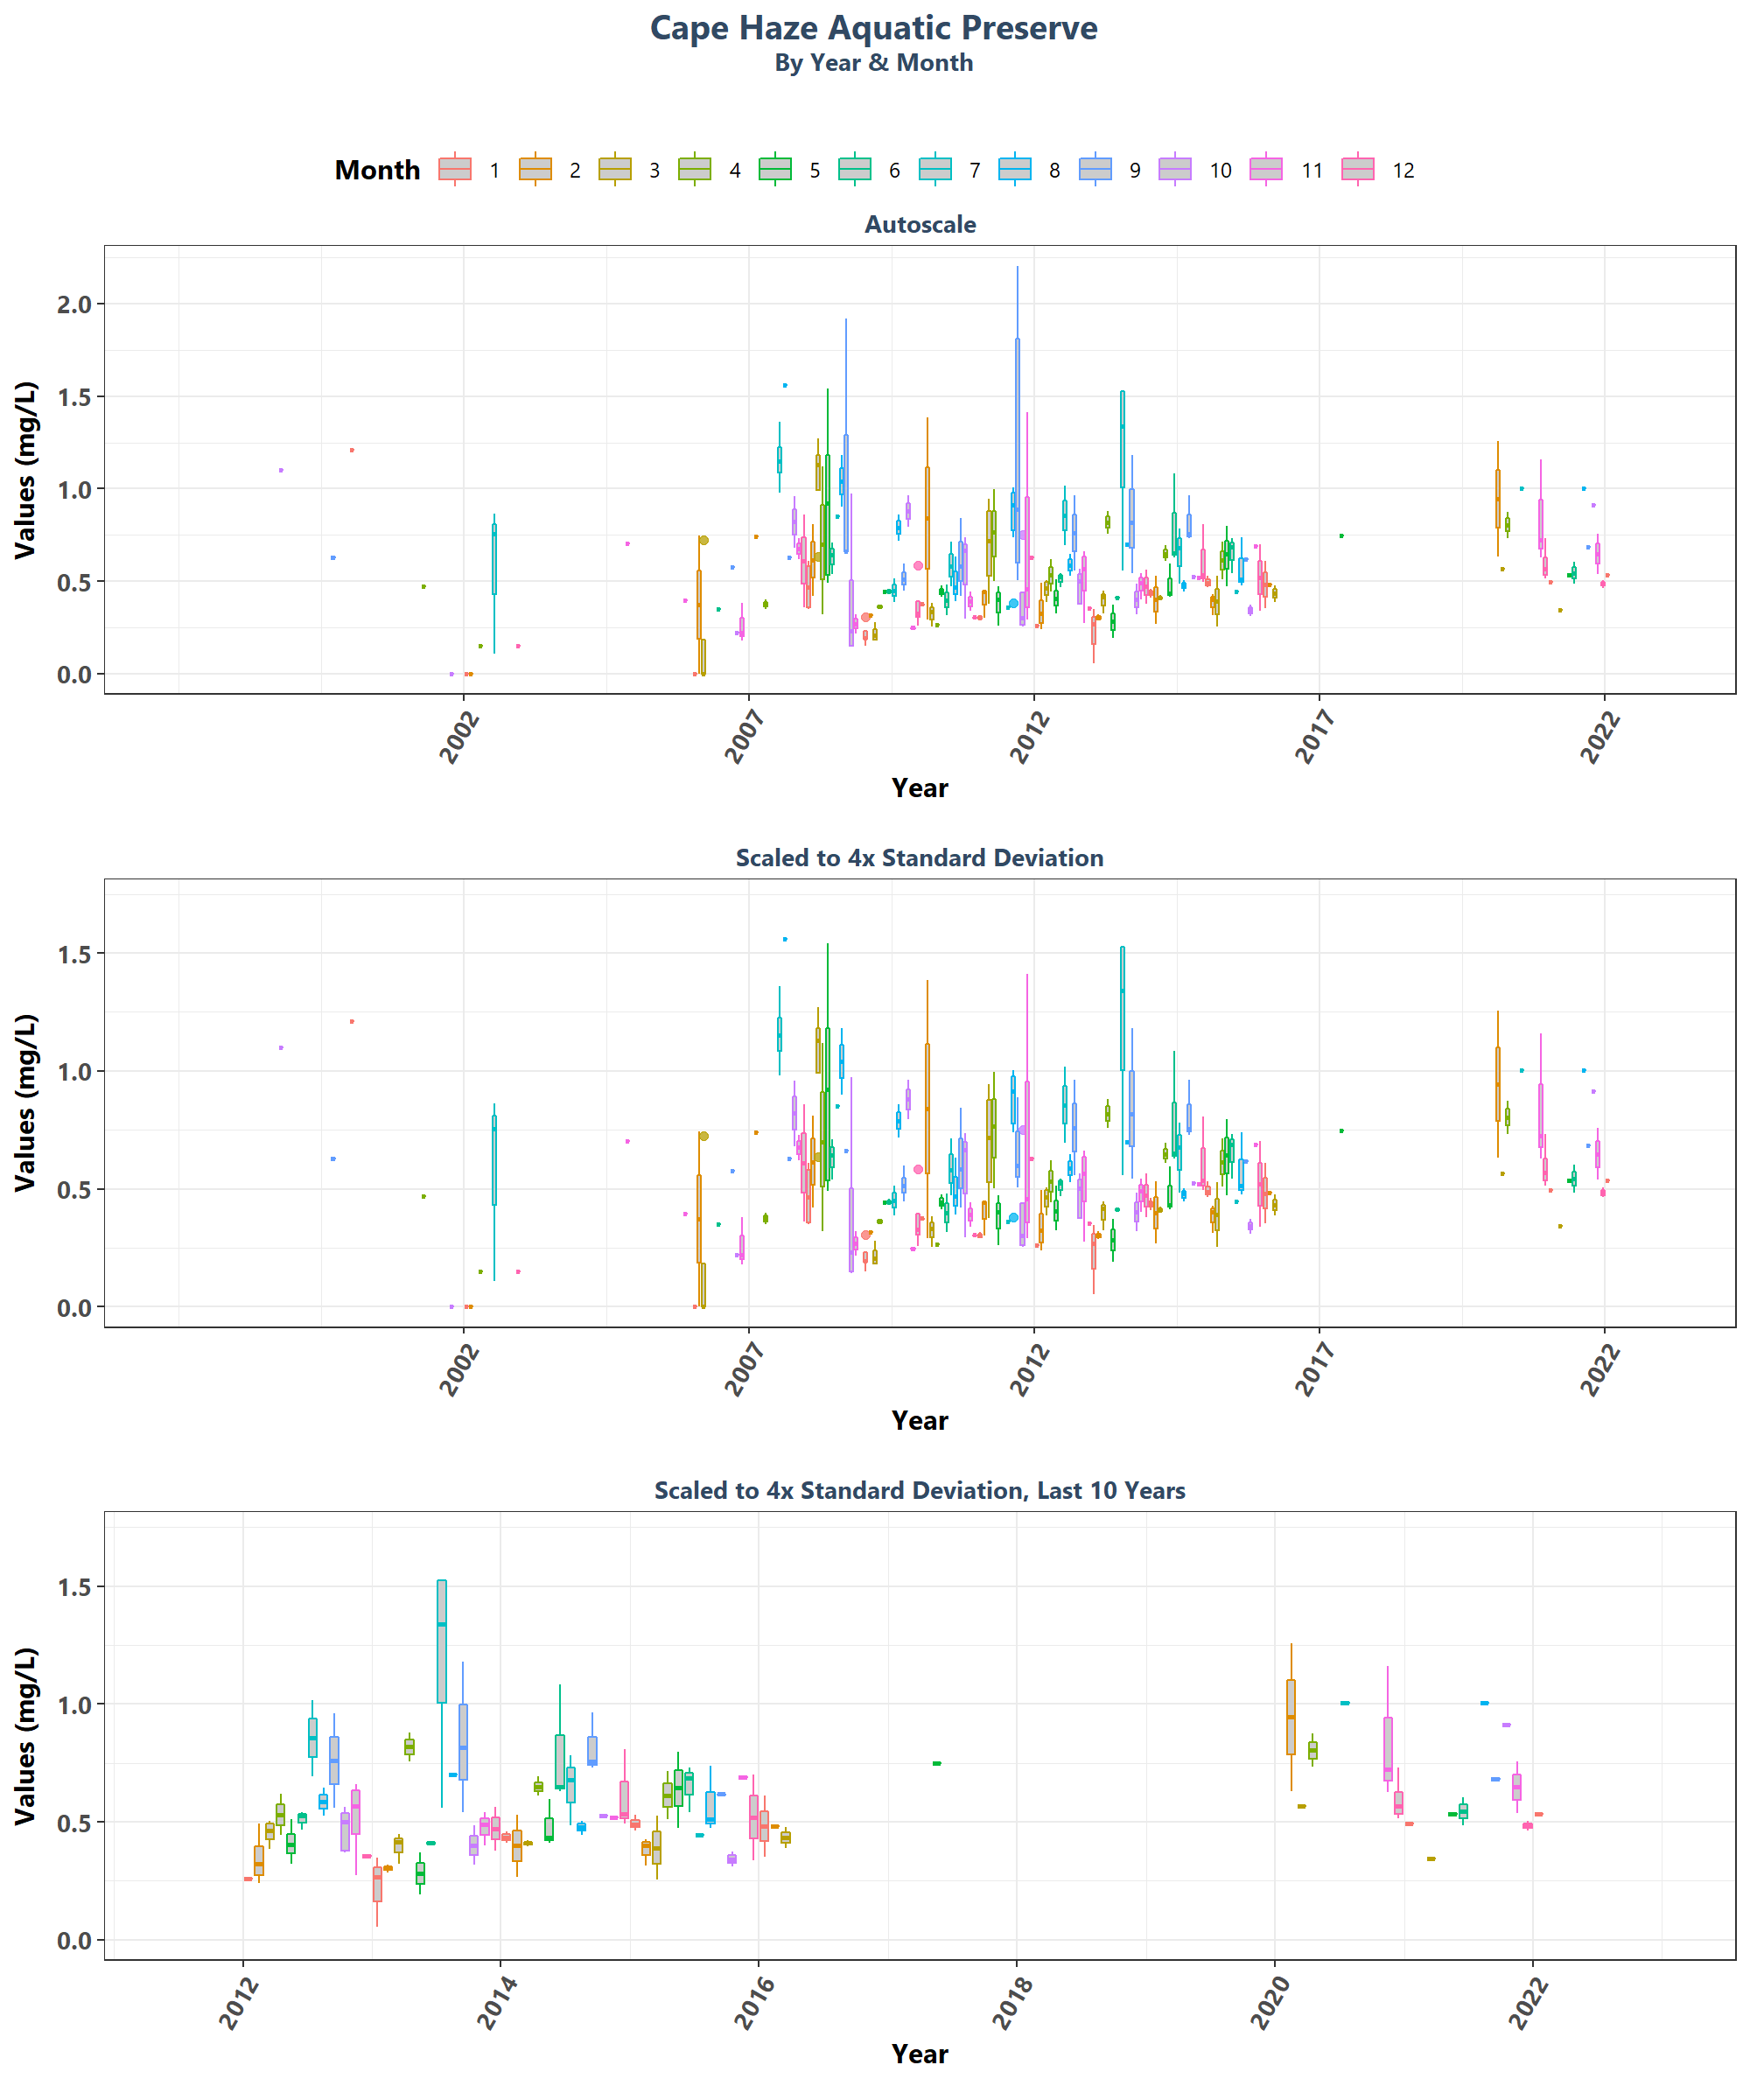 Cape Haze Aquatic Preserve
By Year & Month
Month 1 2 3 4 5 6 7 8 9 10 11 12
Autoscale
Values (mg/L)
2.0
1.5
1.0
0.5
0.0
2002 2007 2012 2017 2022
Year
Scaled to 4x Standard Deviation
Values (mg/L)
1.5
1.0
0.5
0.0
2002 2007 2012 2017 2022
Year
Scaled to 4x Standard Deviation, Last 10 Years
Values (mg/L)
1.5
1.0
0.5
0.0
2012 2014 2016 2018 2020 2022
Year